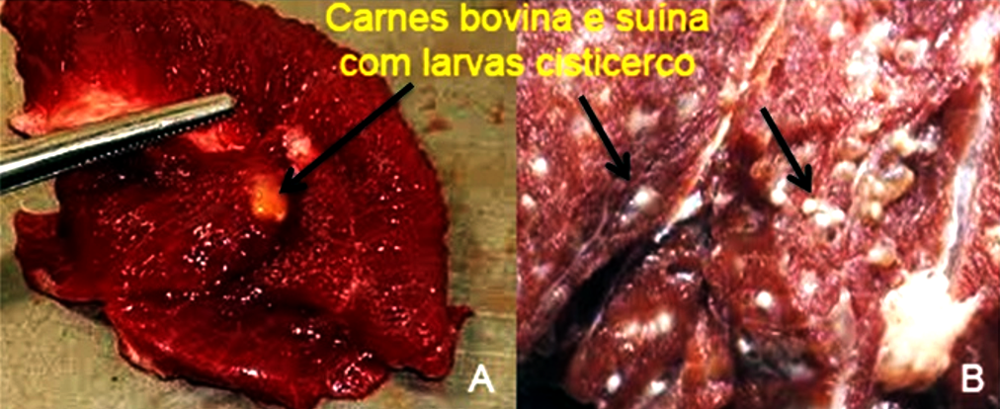 Carnes bovina e suína
com larvas cisticerco
A
B